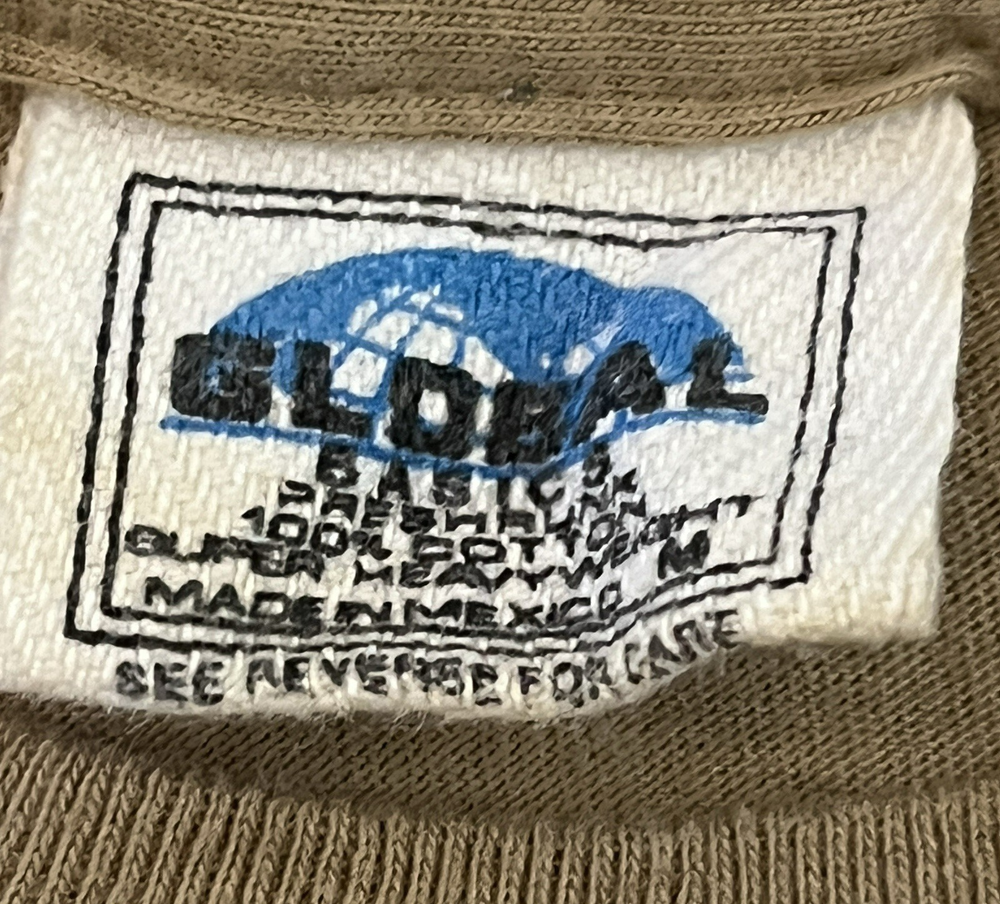 GLOBAL
BASICS
PRESHRUNK
100% COTTON
SUPER HEAVYWEIGHT
MADE IN MEXICO M
SEE REVERSE FOR CARE